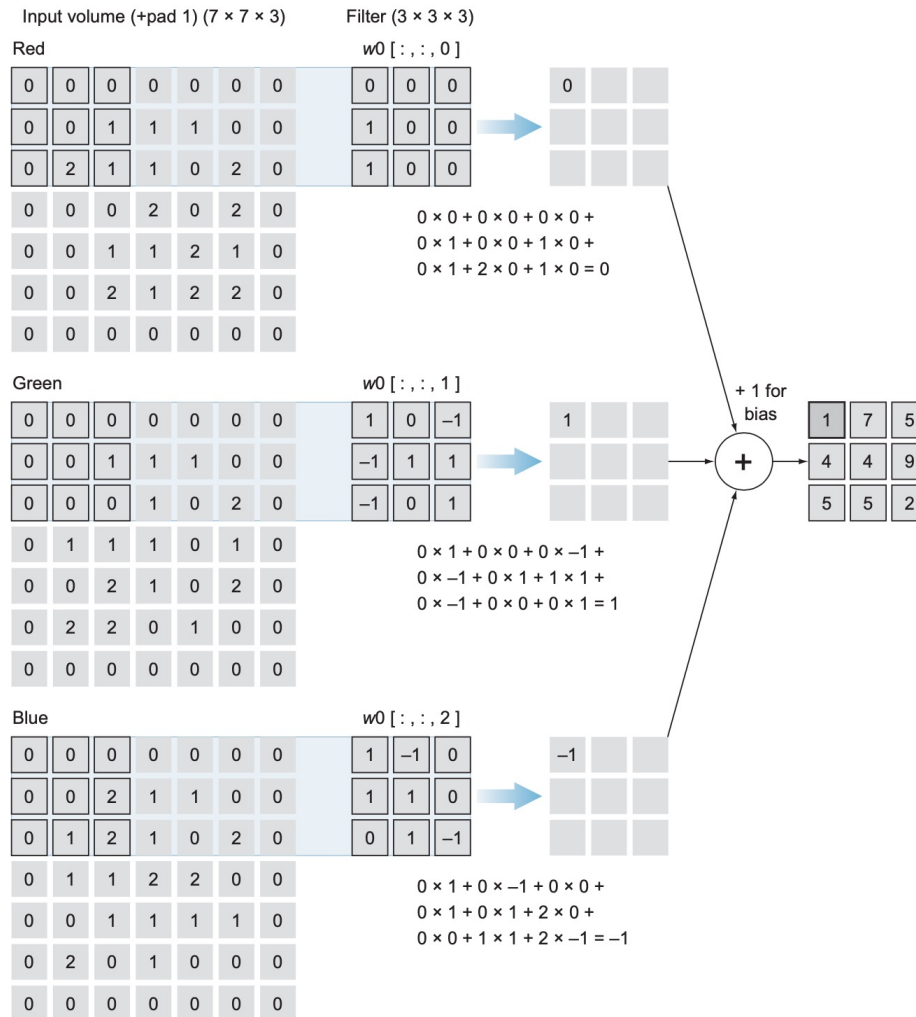 Input volume (+pad 1) (7 × 7 × 3) Filter (3 × 3 × 3)
Red w0 [ : , : , 0 ]
0 0 0 0 0 0 0 0 0 0 0
0 0 1 1 1 0 0 1 0 0
0 2 1 1 0 2 0 1 0 0
0 0 0 2 0 2 0
0 × 0 + 0 × 0 + 0 × 0 +
0 0 1 1 2 1 0
0 × 1 + 0 × 0 + 1 × 0 +
0 × 1 + 2 × 0 + 1 × 0 = 0
0 0 2 1 2 2 0
0 0 0 0 0 0 0
Green w0 [ : , : , 1 ]
+ 1 for
bias
0 0 0 0 0 0 0 1 0 –1 1 1 7 5
0 0 1 1 1 0 0 –1 1 1 + 4 4 9
0 0 0 1 0 2 0 –1 0 1 5 5 2
0 1 1 1 0 1 0
0 × 1 + 0 × 0 + 0 × –1 +
0 0 2 1 0 2 0
0 × –1 + 0 × 1 + 1 × 1 +
0 × –1 + 0 × 0 + 0 × 1 = 1
0 2 2 0 1 0 0
0 0 0 0 0 0 0
Blue w0 [ : , : , 2 ]
0 0 0 0 0 0 0 1 –1 0 –1
0 0 2 1 1 0 0 1 1 0
0 1 2 1 0 2 0 0 1 –1
0 1 1 2 2 0 0
0 × 1 + 0 × –1 + 0 × 0 +
0 0 1 1 1 1 0
0 × 1 + 0 × 1 + 2 × 0 +
0 × 0 + 1 × 1 + 2 × –1 = –1
0 2 0 1 0 0 0
0 0 0 0 0 0 0